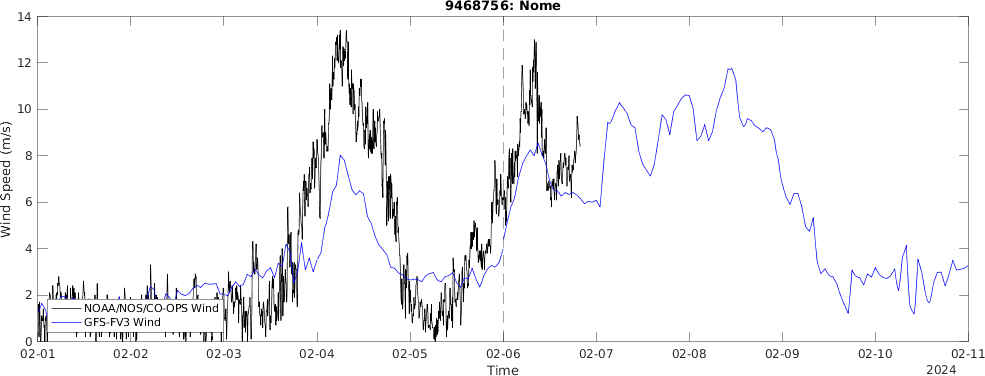 9468756: Nome
14
12
10
8
6
4
2
0
Wind Speed (m/s)
NOAA/NOS/CO-OPS Wind
GFS-FV3 Wind
02-01 02-02 02-03 02-04 02-05 02-06 02-07 02-08 02-09 02-10 02-11
Time
2024